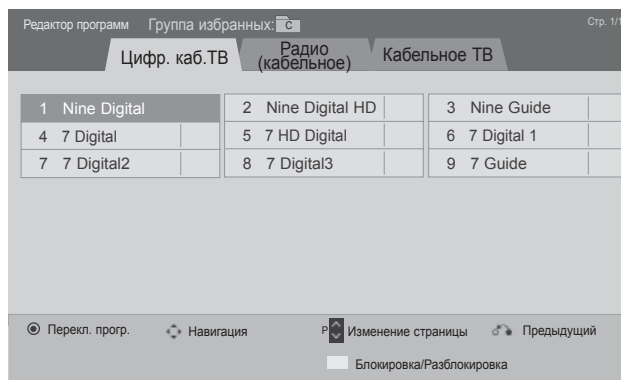 Редактор программ Группа избранных: C Стр. 1/1
Цифр. каб.ТВ Радио (кабельное) Кабельное ТВ
1 Nine Digital 2 Nine Digital HD 3 Nine Guide
4 7 Digital 5 7 HD Digital 6 7 Digital 1
7 7 Digital2 8 7 Digital3 9 7 Guide
Перекл. прогр. Навигация P Изменение страницы Предыдущий
Блокировка/Разблокировка